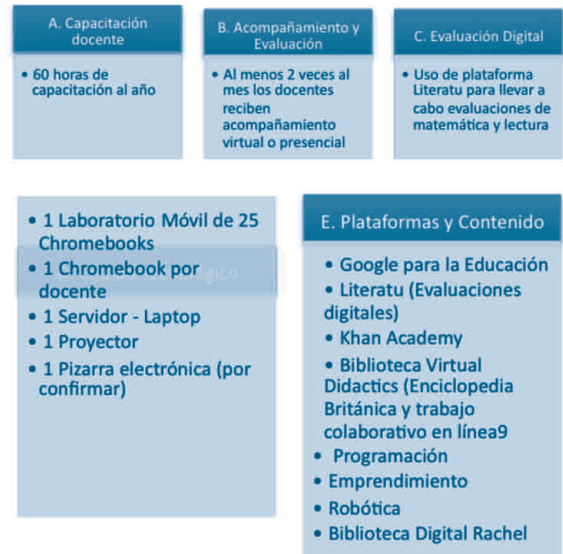 A. Capacitación
docente
• 60 horas de
capacitación al año
B. Acompañamiento y
Evaluación
• Al menos 2 veces al
mes los docentes
reciben
acompañamiento
virtual o presencial
C. Evaluación Digital
• Uso de plataforma
Literatu para llevar a
cabo evaluaciones de
matemática y lectura
• 1 Laboratorio Móvil de 25
Chromebooks
• 1 Chromebook por
docente
• 1 Servidor - Laptop
• 1 Proyector
• 1 Pizarra electrónica (por
confirmar)
E. Plataformas y Contenido
• Google para la Educación
• Literatu (Evaluaciones
digitales)
• Khan Academy
• Biblioteca Virtual
Didactics (Enciclopedia
Británica y trabajo
colaborativo en línea9
• Programación
• Emprendimiento
• Robótica
• Biblioteca Digital Rachel